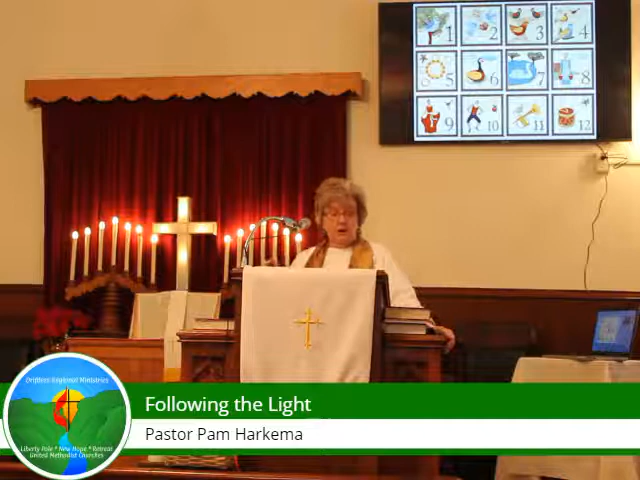 1 2 3 4
5 6 7 8
9 10 11 12
Driftless Regional Ministries
Liberty Pole * New Hope * Retreat
United Methodist Churches
Following the Light
Pastor Pam Harkema